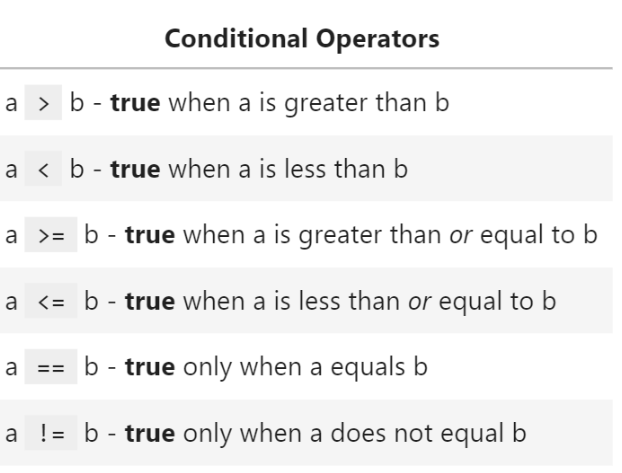 Conditional Operators
a > b - true when a is greater than b
a < b - true when a is less than b
a >= b - true when a is greater than or equal to b
a <= b - true when a is less than or equal to b
a == b - true only when a equals b
a != b - true only when a does not equal b